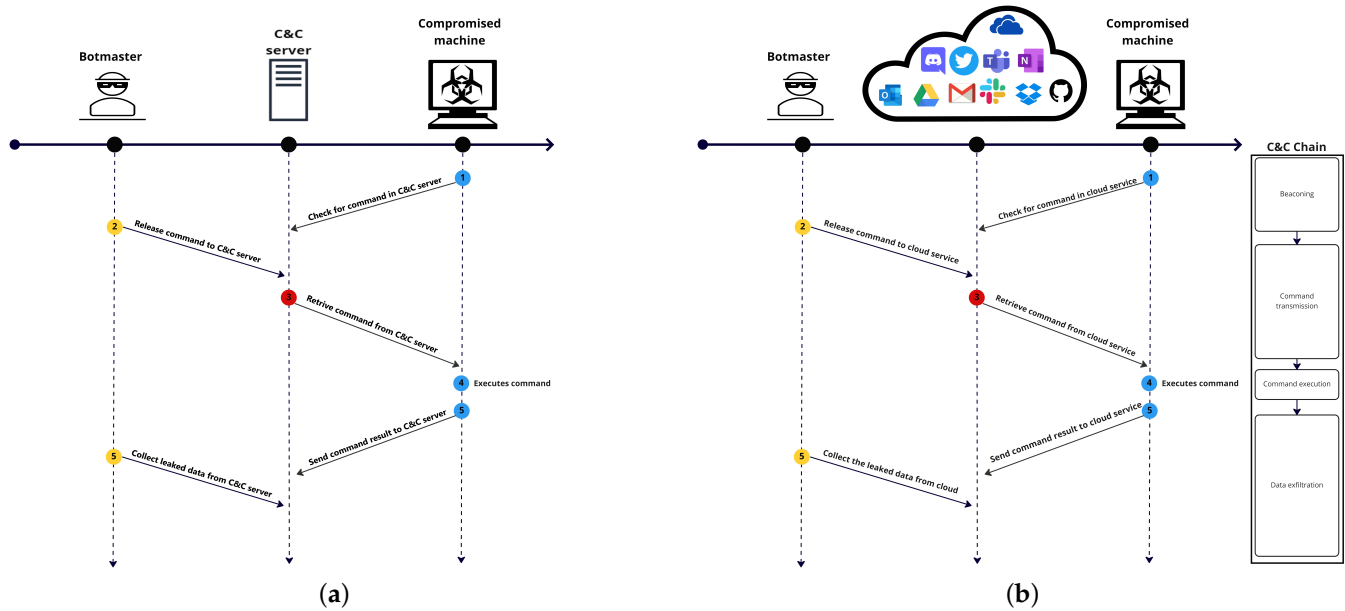 Botmaster
C&C
server
Compromised
machine
1
Check for command in C&C server
2
Release command to C&C server
3
Retrive command from C&C server
4
Executes command
5
Send command result to C&C server
5
Collect leaked data from C&C server
(a)
Botmaster
T
N
O
Compromised
machine
1
Check for command in cloud service
2
Release command to cloud service
3
Retrieve command from cloud service
4
Executes command
5
Send command result to cloud service
5
Collect the leaked data from cloud
C&C Chain
Beaconing
Command
transmission
Command execution
Data exfiltration
(b)